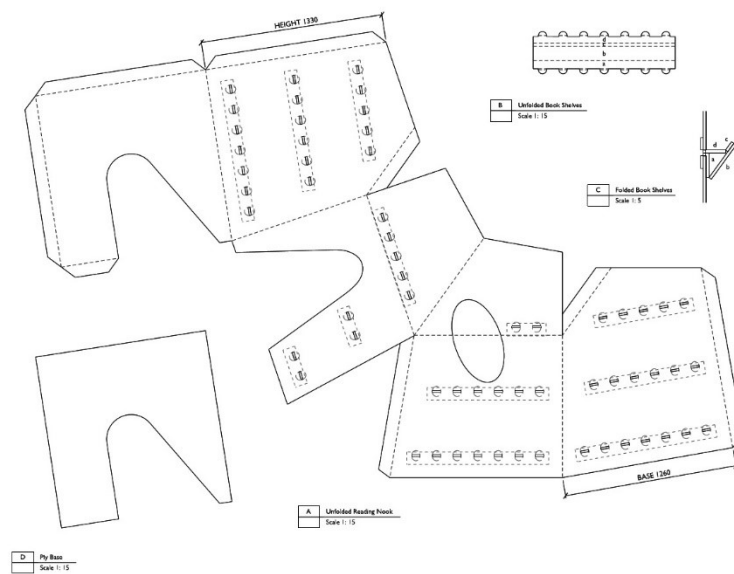 HEIGHT 1330
d
c
b
a
B Unfolded Book Shelves
Scale 1: 15
c
d
a
b
C Folded Book Shelves
Scale 1: 5
BASE 1260
A Unfolded Reading Nook
Scale 1: 15
D Ply Base
Scale 1: 15